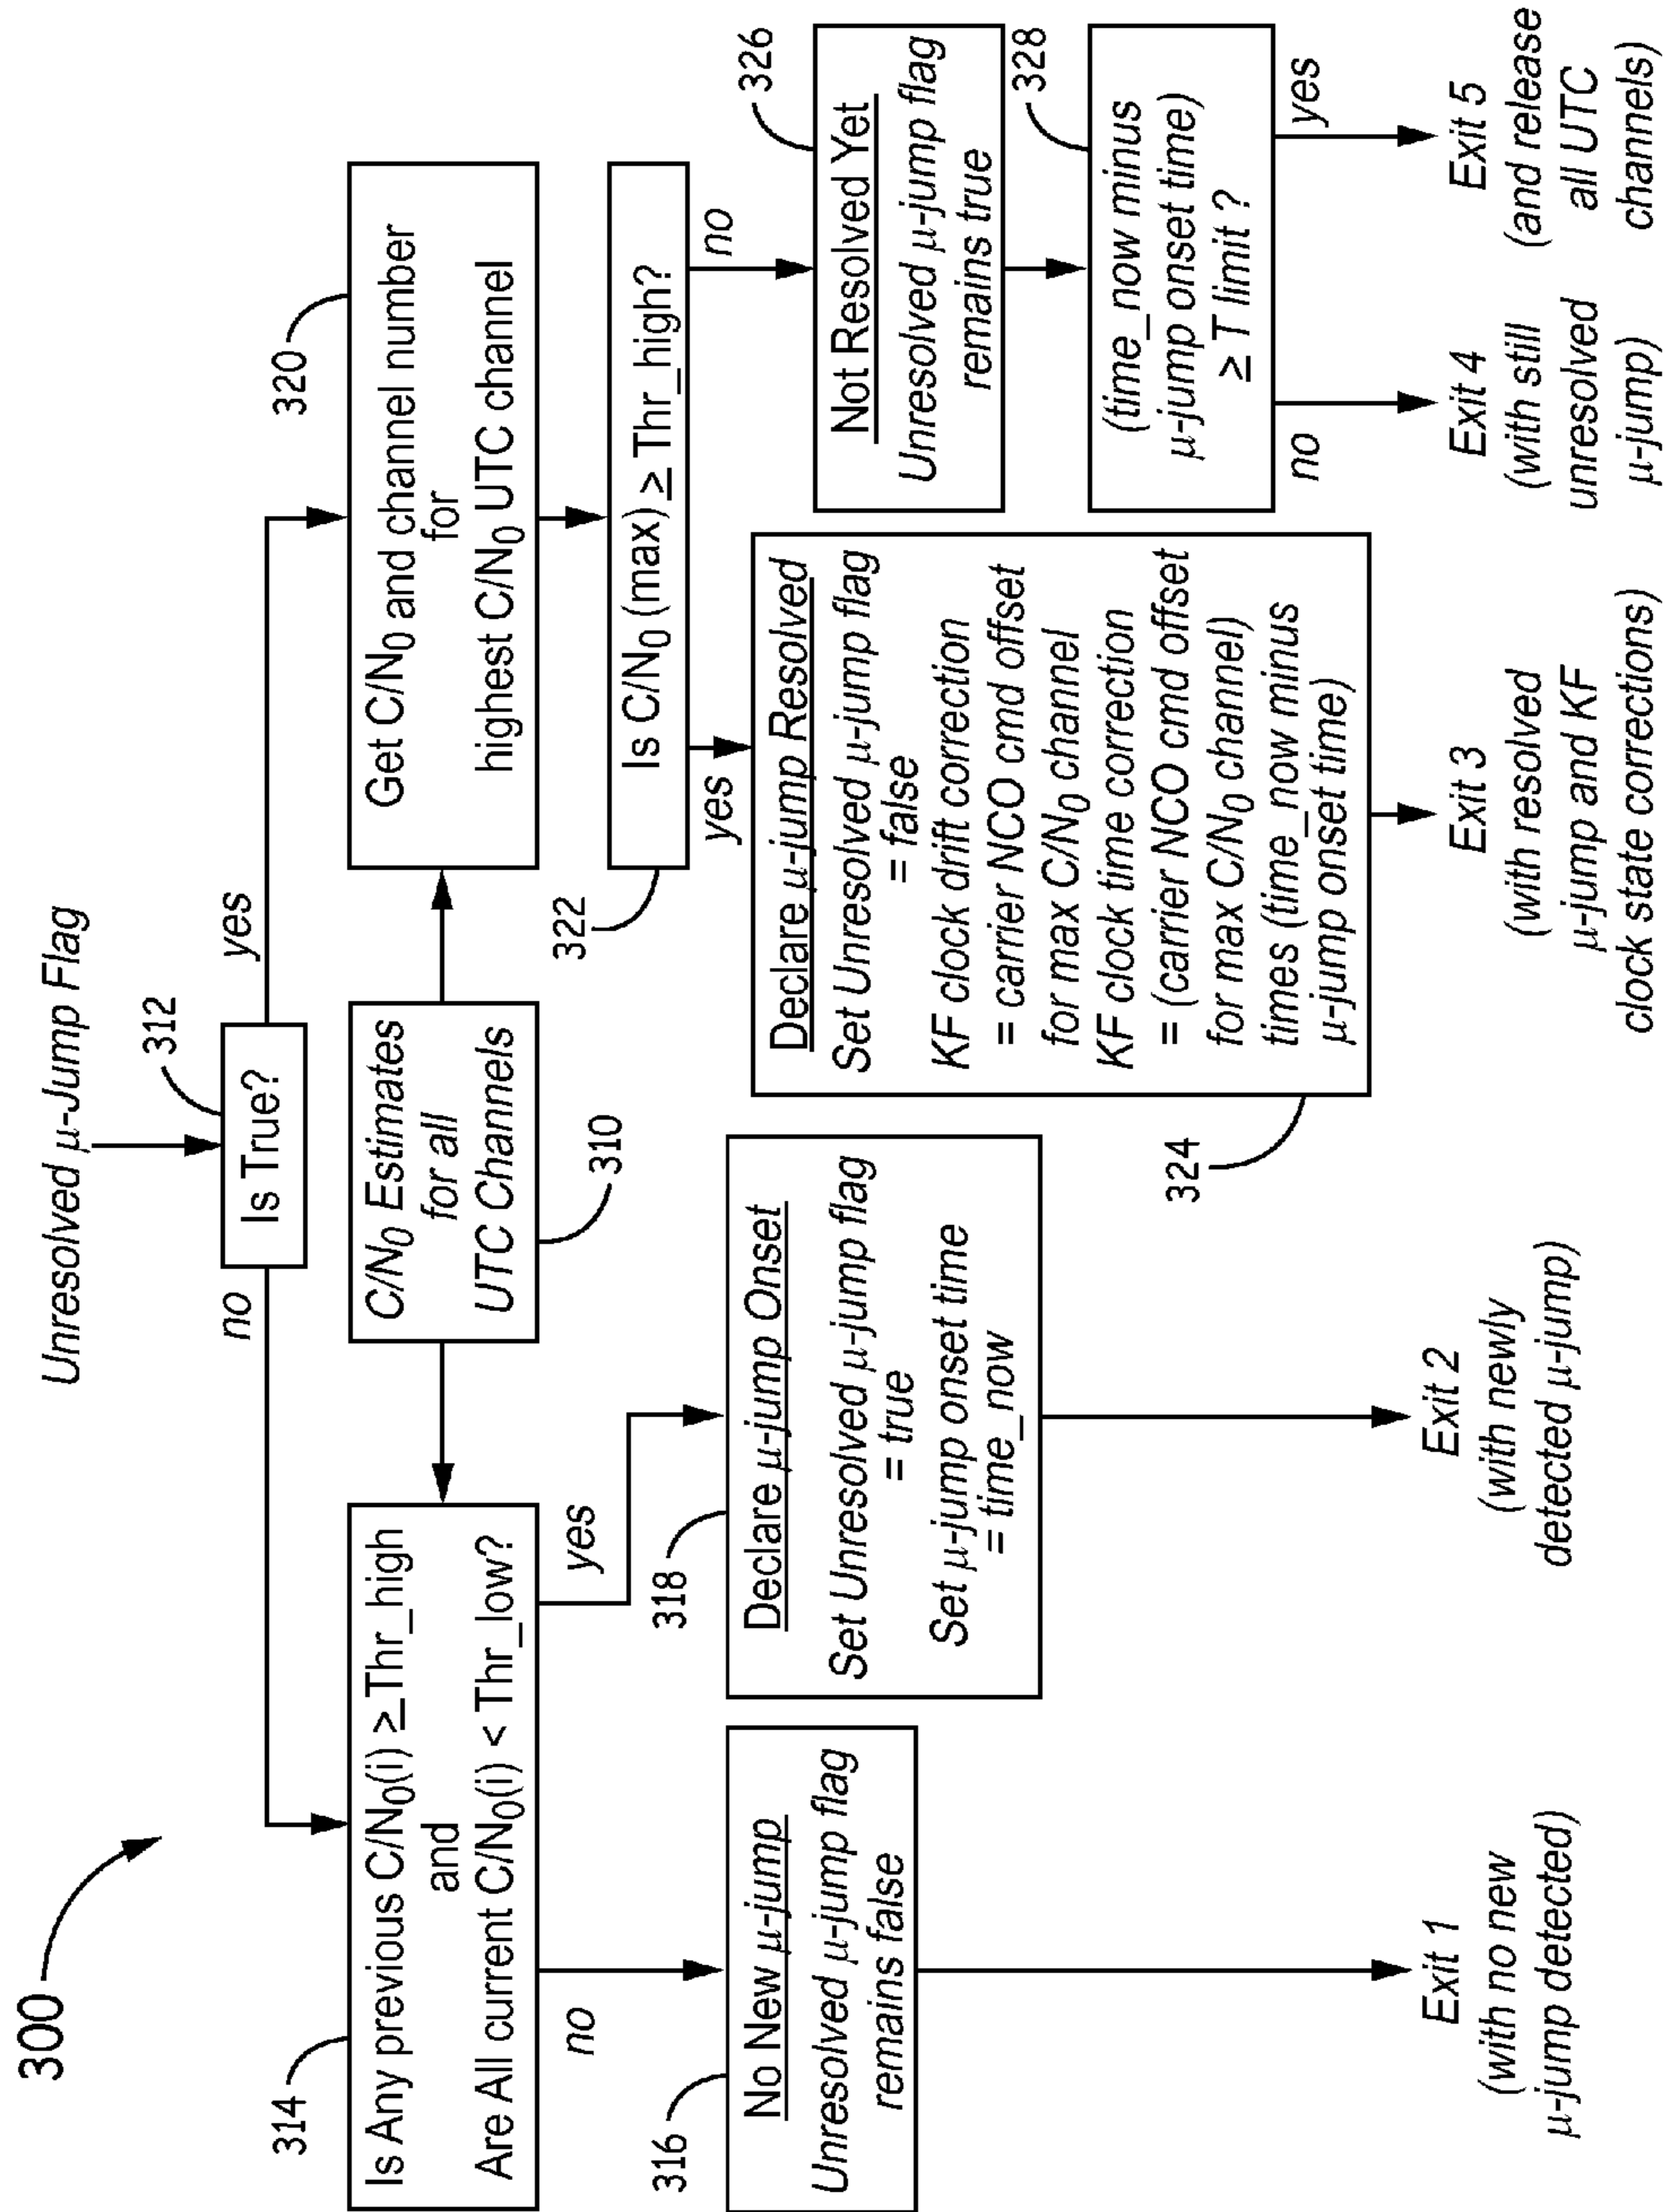 300
Unresolved μ-Jump Flag
312
Is True?
no
yes
314
Is Any previous C/N0(i) ≥ Thr_high
and
Are All current C/N0(i) < Thr_low?
C/N0 Estimates
for all
UTC Channels
310
320
Get C/N0 and channel number
for
highest C/N0 UTC channel
322
Is C/N0 (max) ≥ Thr_high?
no
yes
yes
no
316
No New μ-jump
Unresolved μ-jump flag
remains false
318
Declare μ-jump Onset
Set Unresolved μ-jump flag
= true
Set μ-jump onset time
= time_now
324
Declare μ-jump Resolved
Set Unresolved μ-jump flag
= false
KF clock drift correction
= carrier NCO cmd offset
for max C/N0 channel
KF clock time correction
= (carrier NCO cmd offset
for max C/N0 channel)
times (time_now minus
μ-jump onset time)
326
Not Resolved Yet
Unresolved μ-jump flag
remains true
328
(time_now minus
μ-jump onset time)
≥ T limit ?
no
yes
Exit 1
(with no new
μ-jump detected)
Exit 2
(with newly
detected μ-jump)
Exit 3
(with resolved
μ-jump and KF
clock state corrections)
Exit 4
(with still
unresolved
μ-jump)
Exit 5
(and release
all UTC
channels)